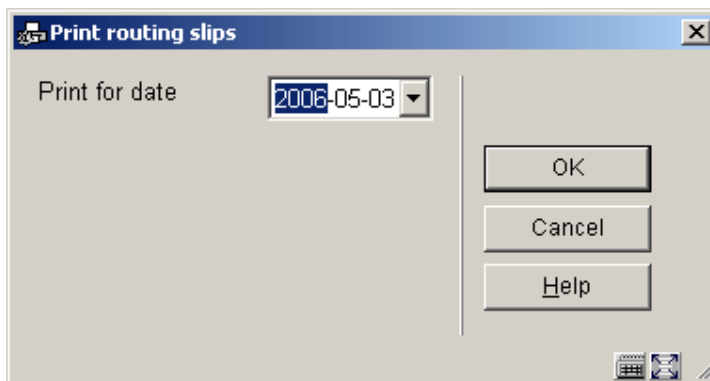 Print routing slips
Print for date 2006-05-03
OK
Cancel
Help